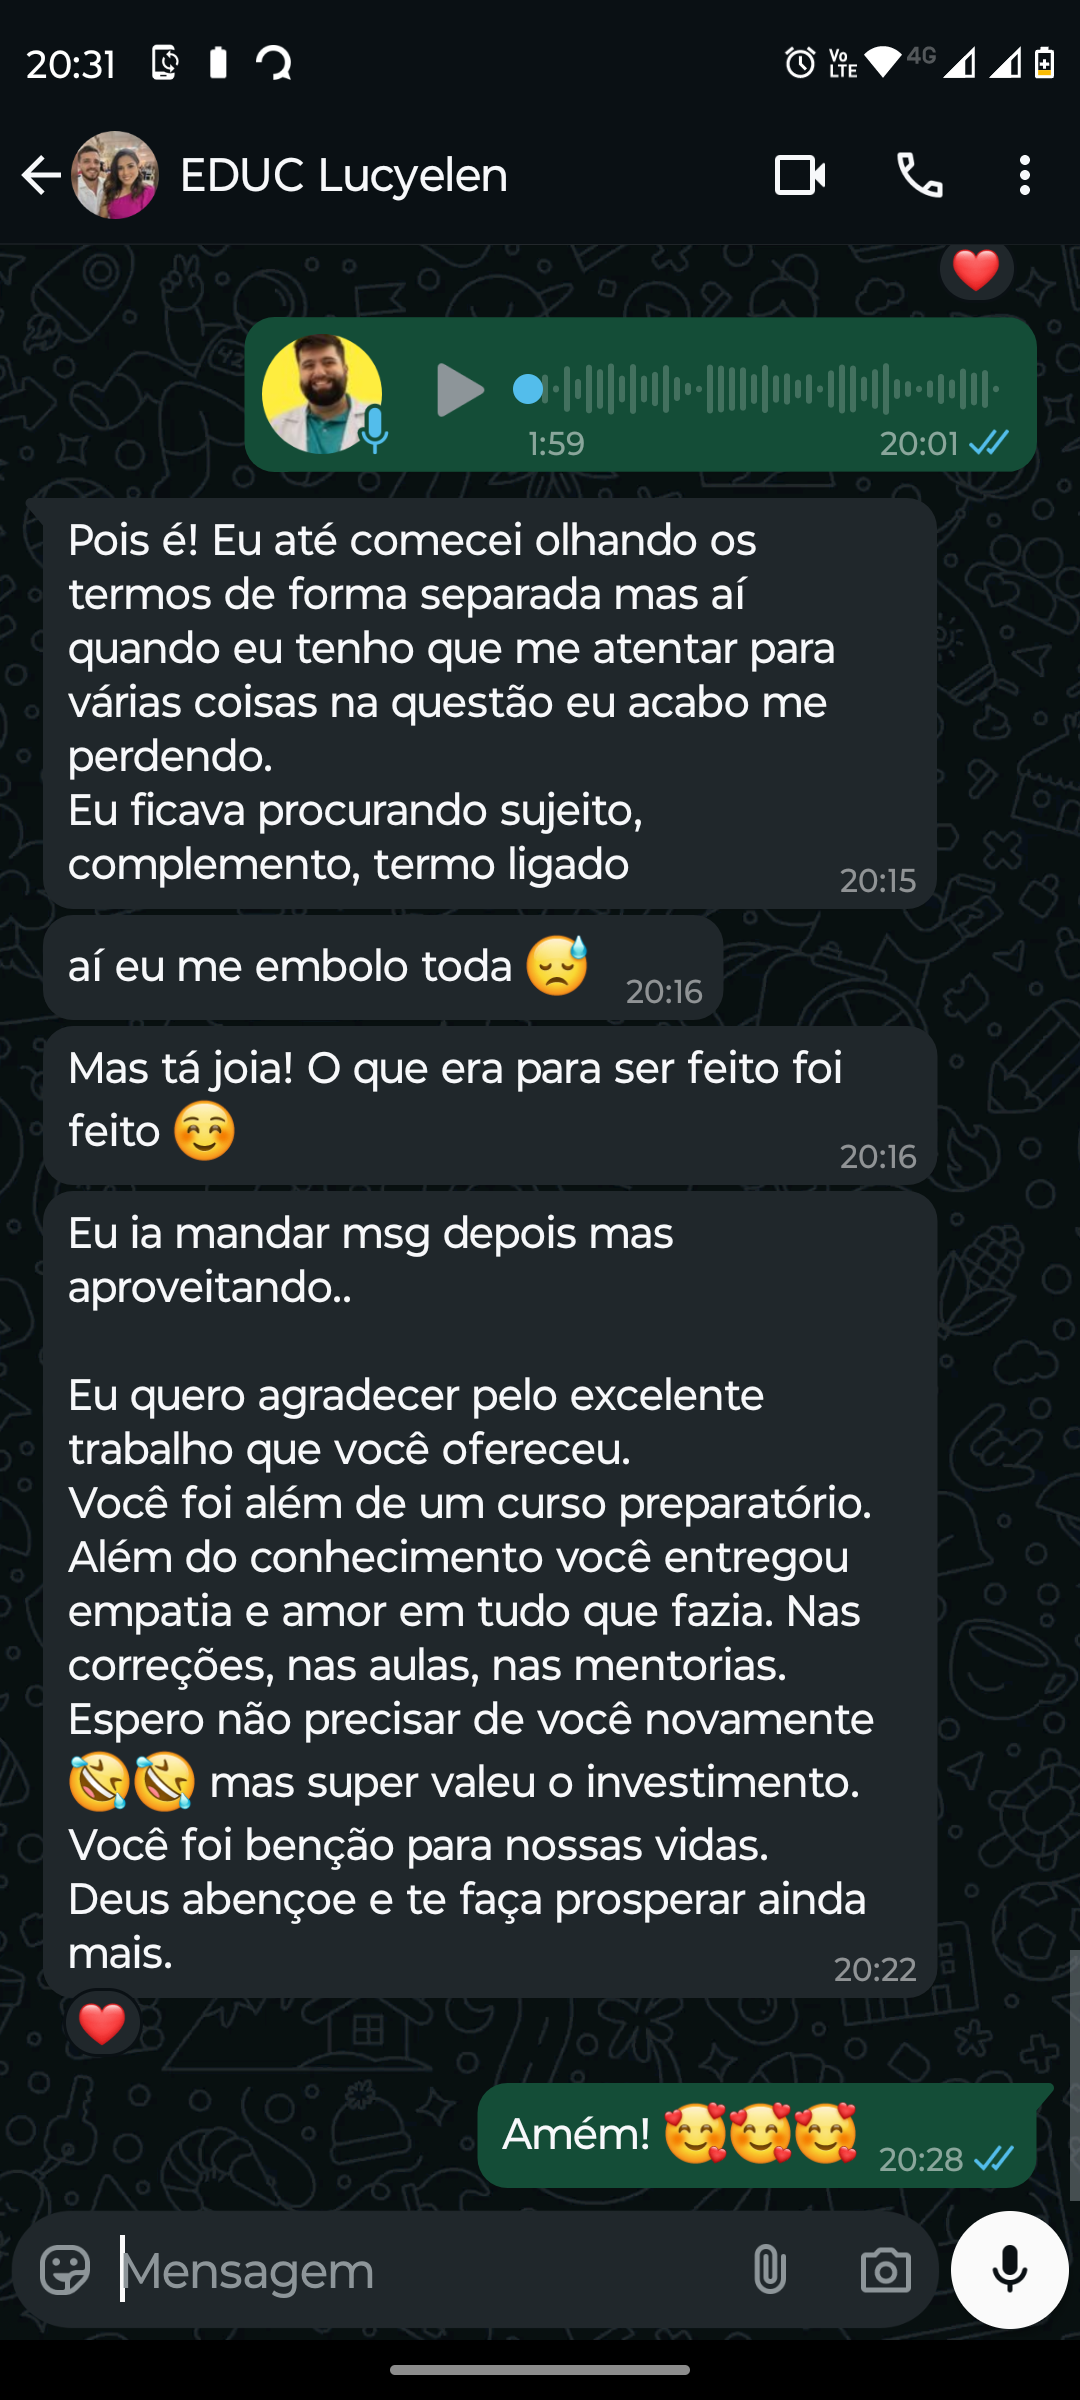 20:31
Vo LTE 4G
EDUC Lucyelen
❤️
1:59 20:01
Pois é! Eu até comecei olhando os
termos de forma separada mas aí
quando eu tenho que me atentar para
várias coisas na questão eu acabo me
perdendo.
Eu ficava procurando sujeito,
complemento, termo ligado
20:15
aí eu me embolo toda 😓 20:16
Mas tá joia! O que era para ser feito foi
feito ☺️
20:16
Eu ia mandar msg depois mas
aproveitando..
Eu quero agradecer pelo excelente
trabalho que você ofereceu.
Você foi além de um curso preparatório.
Além do conhecimento você entregou
empatia e amor em tudo que fazia. Nas
correções, nas aulas, nas mentorias.
Espero não precisar de você novamente
🤣🤣 mas super valeu o investimento.
Você foi benção para nossas vidas.
Deus abençoe e te faça prosperar ainda
mais.
20:22
❤️
Amém! 🥰🥰🥰 20:28
Mensagem